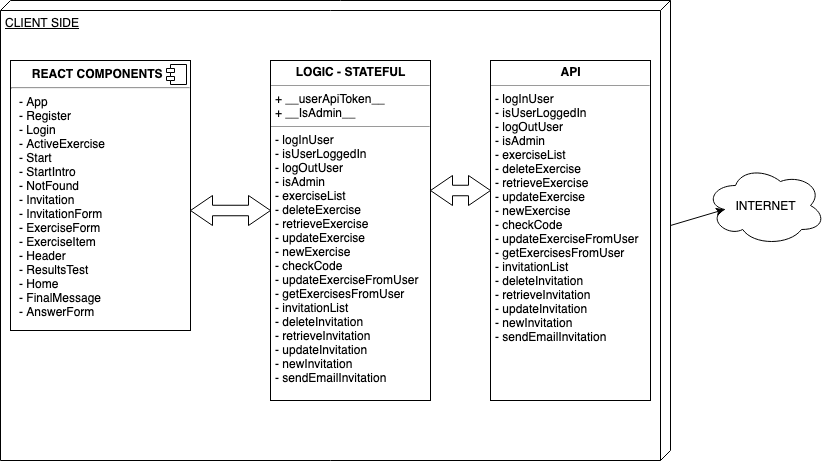 CLIENT SIDE
REACT COMPONENTS
- App
- Register
- Login
- ActiveExercise
- Start
- StartIntro
- NotFound
- Invitation
- InvitationForm
- ExerciseForm
- ExerciseItem
- Header
- ResultsTest
- Home
- FinalMessage
- AnswerForm
LOGIC - STATEFUL
+ __userApiToken__
+ __IsAdmin__
- logInUser
- isUserLoggedIn
- logOutUser
- isAdmin
- exerciseList
- deleteExercise
- retrieveExercise
- updateExercise
- newExercise
- checkCode
- updateExerciseFromUser
- getExercisesFromUser
- invitationList
- deleteInvitation
- retrieveInvitation
- updateInvitation
- newInvitation
- sendEmailInvitation
API
- logInUser
- isUserLoggedIn
- logOutUser
- isAdmin
- exerciseList
- deleteExercise
- retrieveExercise
- updateExercise
- newExercise
- checkCode
- updateExerciseFromUser
- getExercisesFromUser
- invitationList
- deleteInvitation
- retrieveInvitation
- updateInvitation
- newInvitation
- sendEmailInvitation
INTERNET